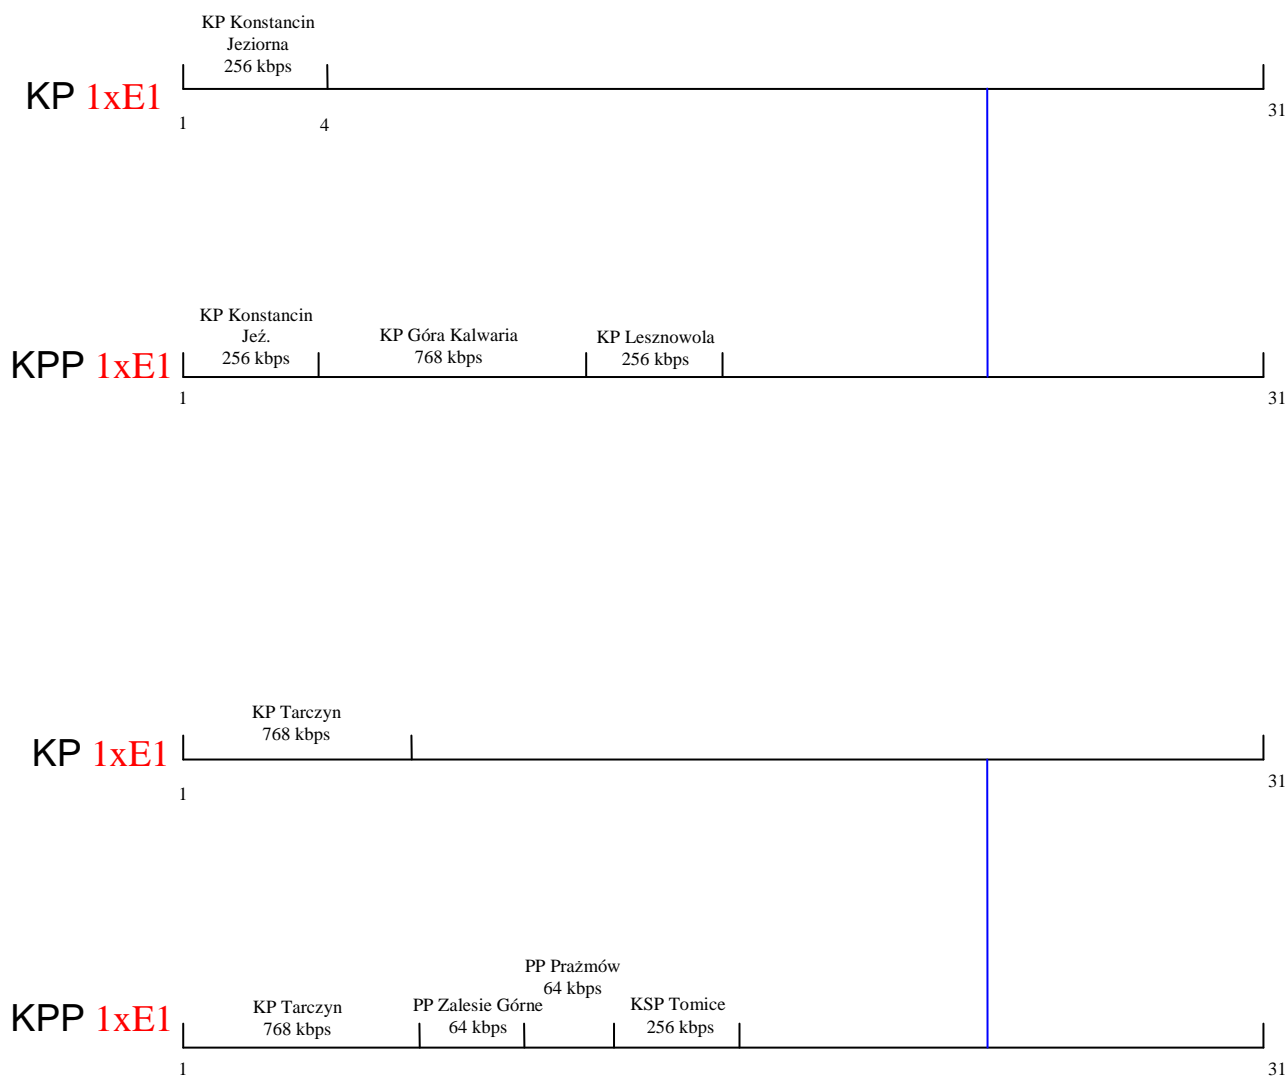 KP Konstancin
Jeziorna
256 kbps
KP 1xE1
1
4
31
KP Konstancin
Jeź.
256 kbps
KP Góra Kalwaria
768 kbps
KP Lesznowola
256 kbps
KPP 1xE1
1
31
KP Tarczyn
768 kbps
KP 1xE1
1
31
PP Prażmów
64 kbps
KP Tarczyn
768 kbps
PP Zalesie Górne
64 kbps
KSP Tomice
256 kbps
KPP 1xE1
1
31